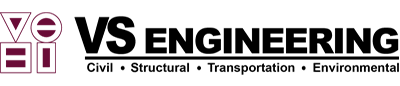 VS ENGINEERING
Civil • Structural • Transportation • Environmental